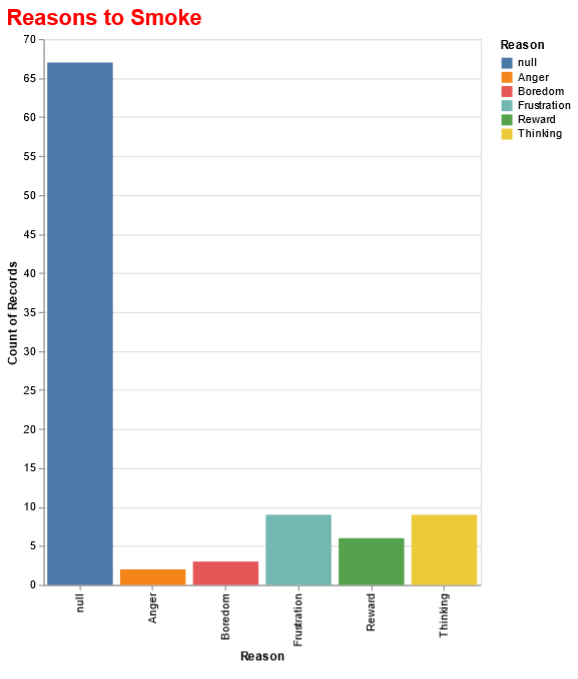 Reasons to Smoke
Count of Records
70
65
60
55
50
45
40
35
30
25
20
15
10
5
0
null
Anger
Boredom
Frustration
Reward
Thinking
Reason
Reason
null
Anger
Boredom
Frustration
Reward
Thinking